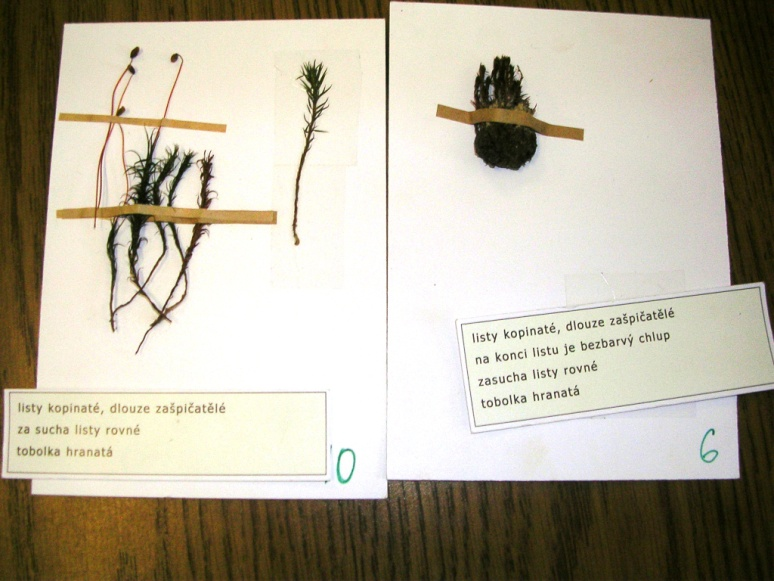 listy kopinaté, dlouze zašpičatělé
za sucha listy rovné
tobolka hranatá
10
listy kopinaté, dlouze zašpičatělé
na konci listu je bezbarvý chlup
zasucha listy rovné
tobolka hranatá
6